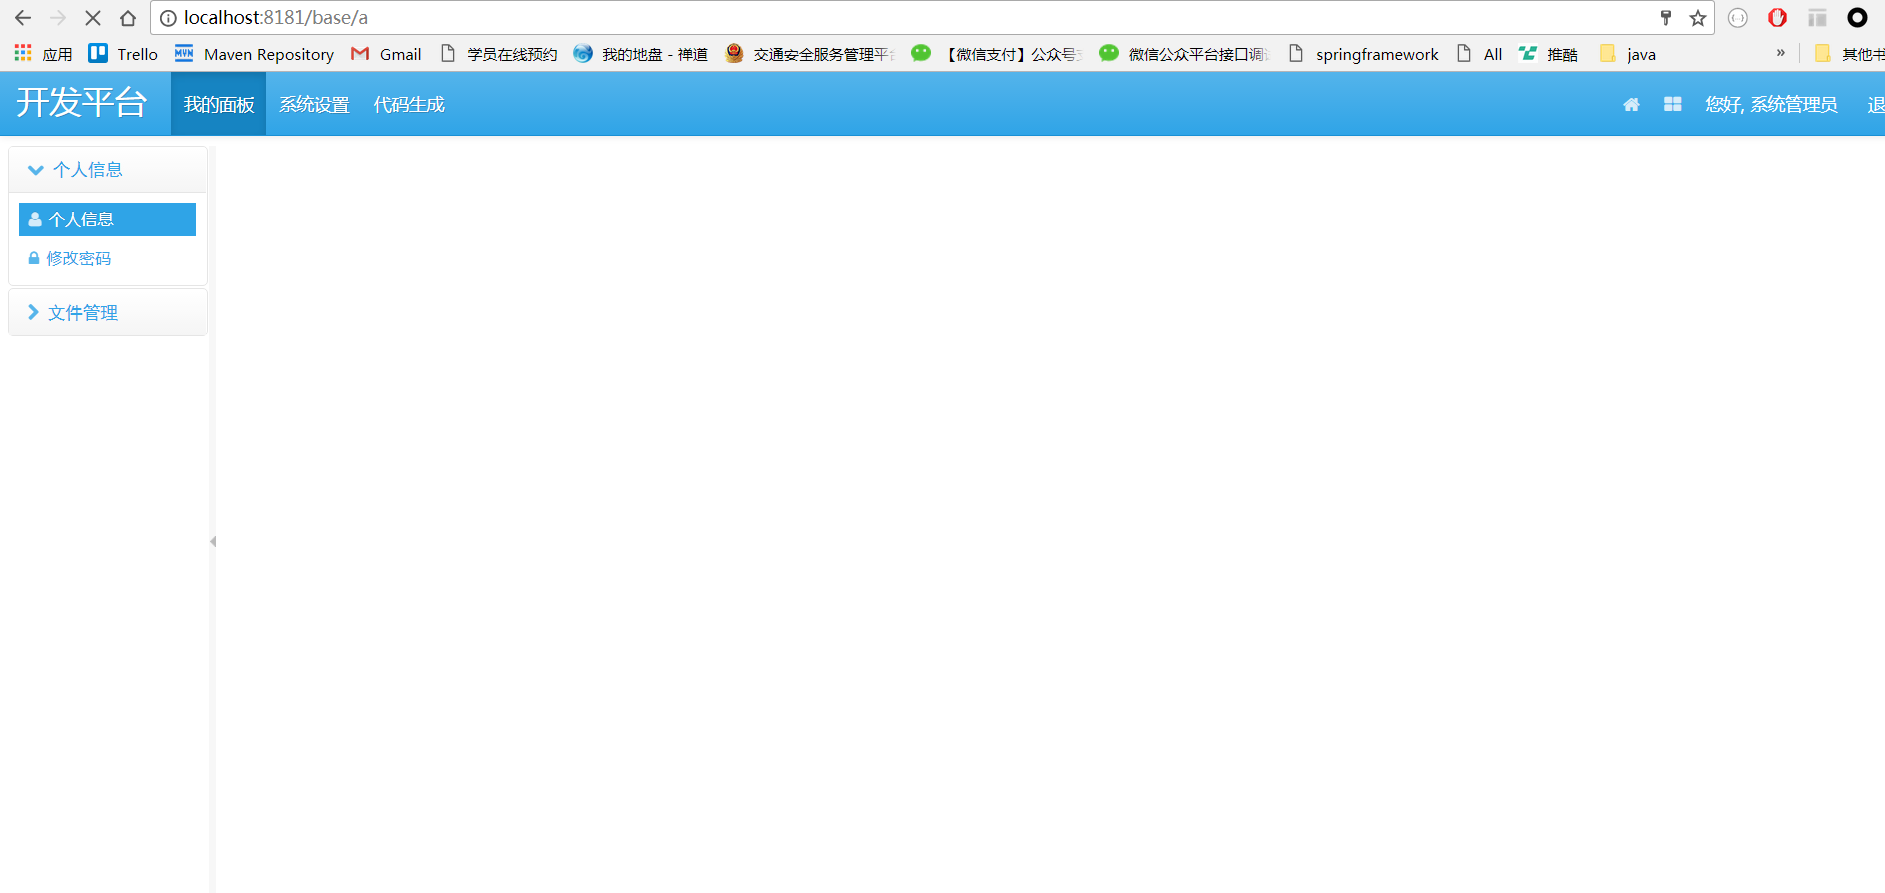 localhost:8181/base/a
应用 Trello Maven Repository Gmail 学员在线预约 我的地盘 - 禅道 交通安全服务管理平 【微信支付】公众号 微信公众平台接口调 springframework All 推酷 java » 其他书
开发平台 我的面板 系统设置 代码生成 您好, 系统管理员 退
个人信息
个人信息
修改密码
文件管理